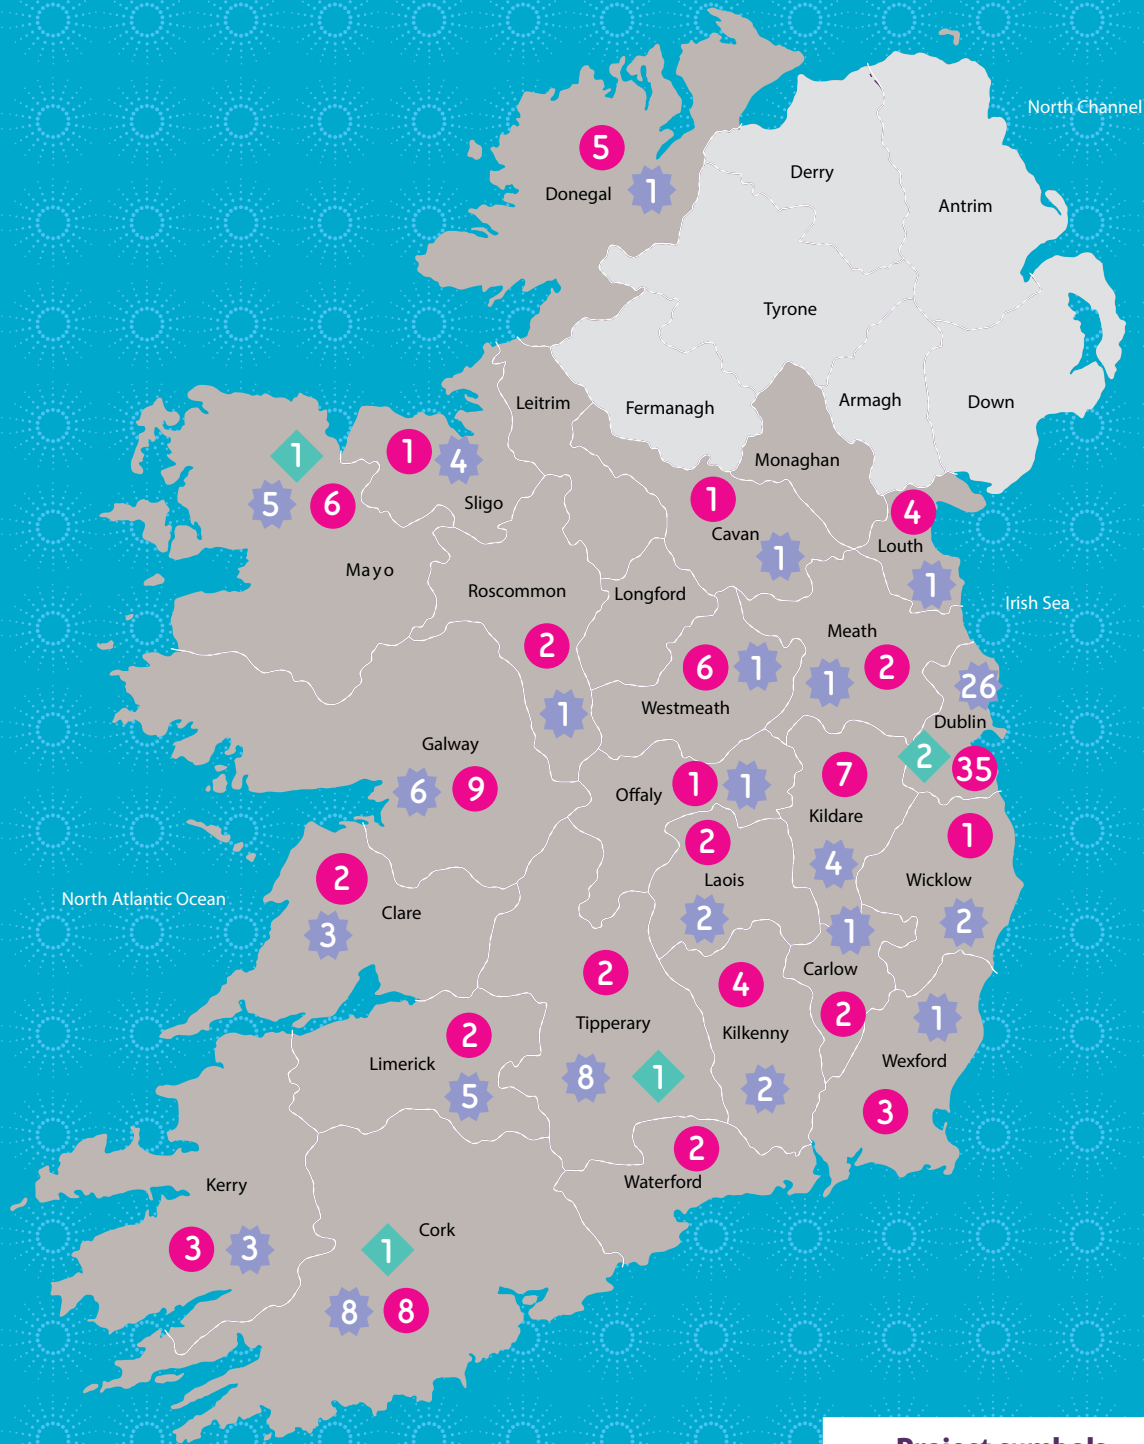 North Channel
Derry
Antrim
5
Donegal
1
Tyrone
Leitrim
Fermanagh
Armagh
Down
1
1
4
Monaghan
5
6
Sligo
1
4
Cavan
Louth
1
1
Mayo
Roscommon
Longford
Irish Sea
2
Meath
6
1
1
2
26
Westmeath
1
Dublin
Galway
2
35
6
9
Offaly
1
1
7
Kildare
2
1
4
2
Laois
Wicklow
North Atlantic Ocean
Clare
3
2
1
2
2
4
Carlow
2
Tipperary
Kilkenny
1
2
Limerick
Wexford
8
1
2
5
3
2
Waterford
Kerry
3
3
1
Cork
8
8
Project symbols